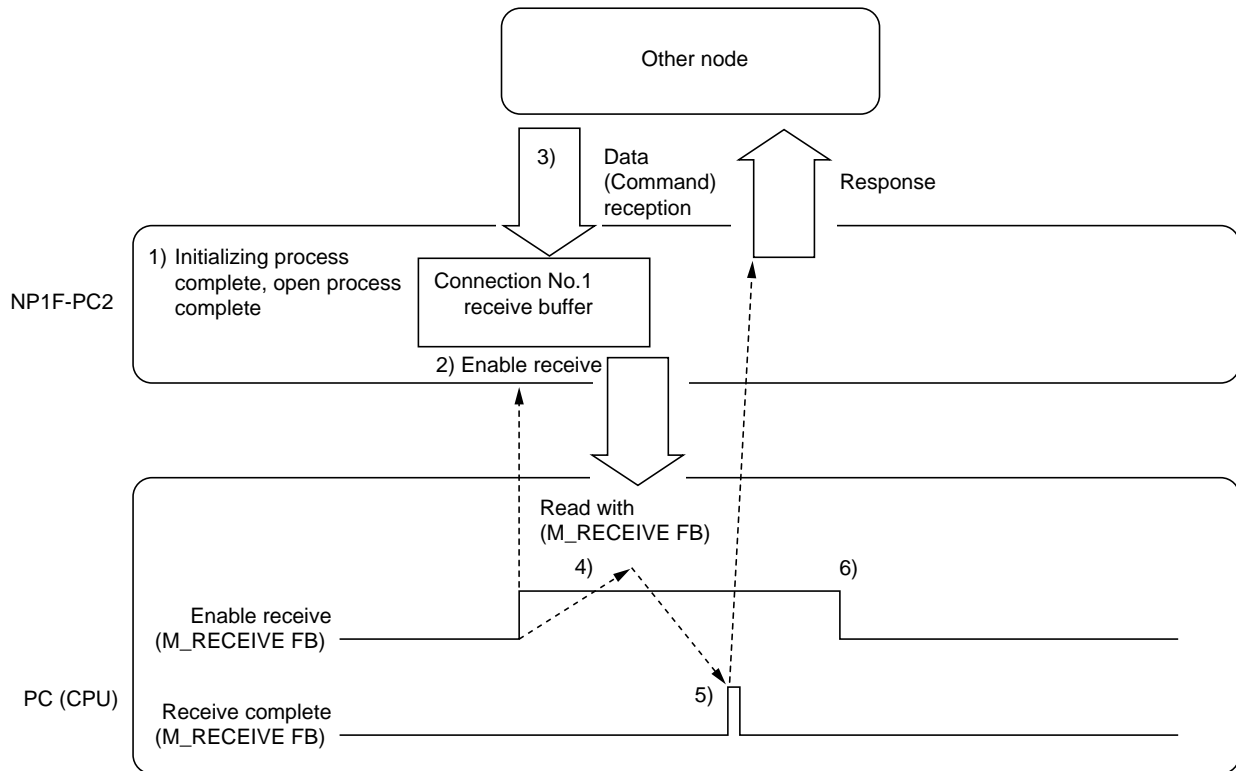 Other node
3)
Data
(Command)
reception
Response
1) Initializing process
complete, open process
complete
NP1F-PC2
Connection No.1
receive buffer
2) Enable receive
Read with
(M_RECEIVE FB)
4)
6)
Enable receive
(M_RECEIVE FB)
PC (CPU)
5)
Receive complete
(M_RECEIVE FB)